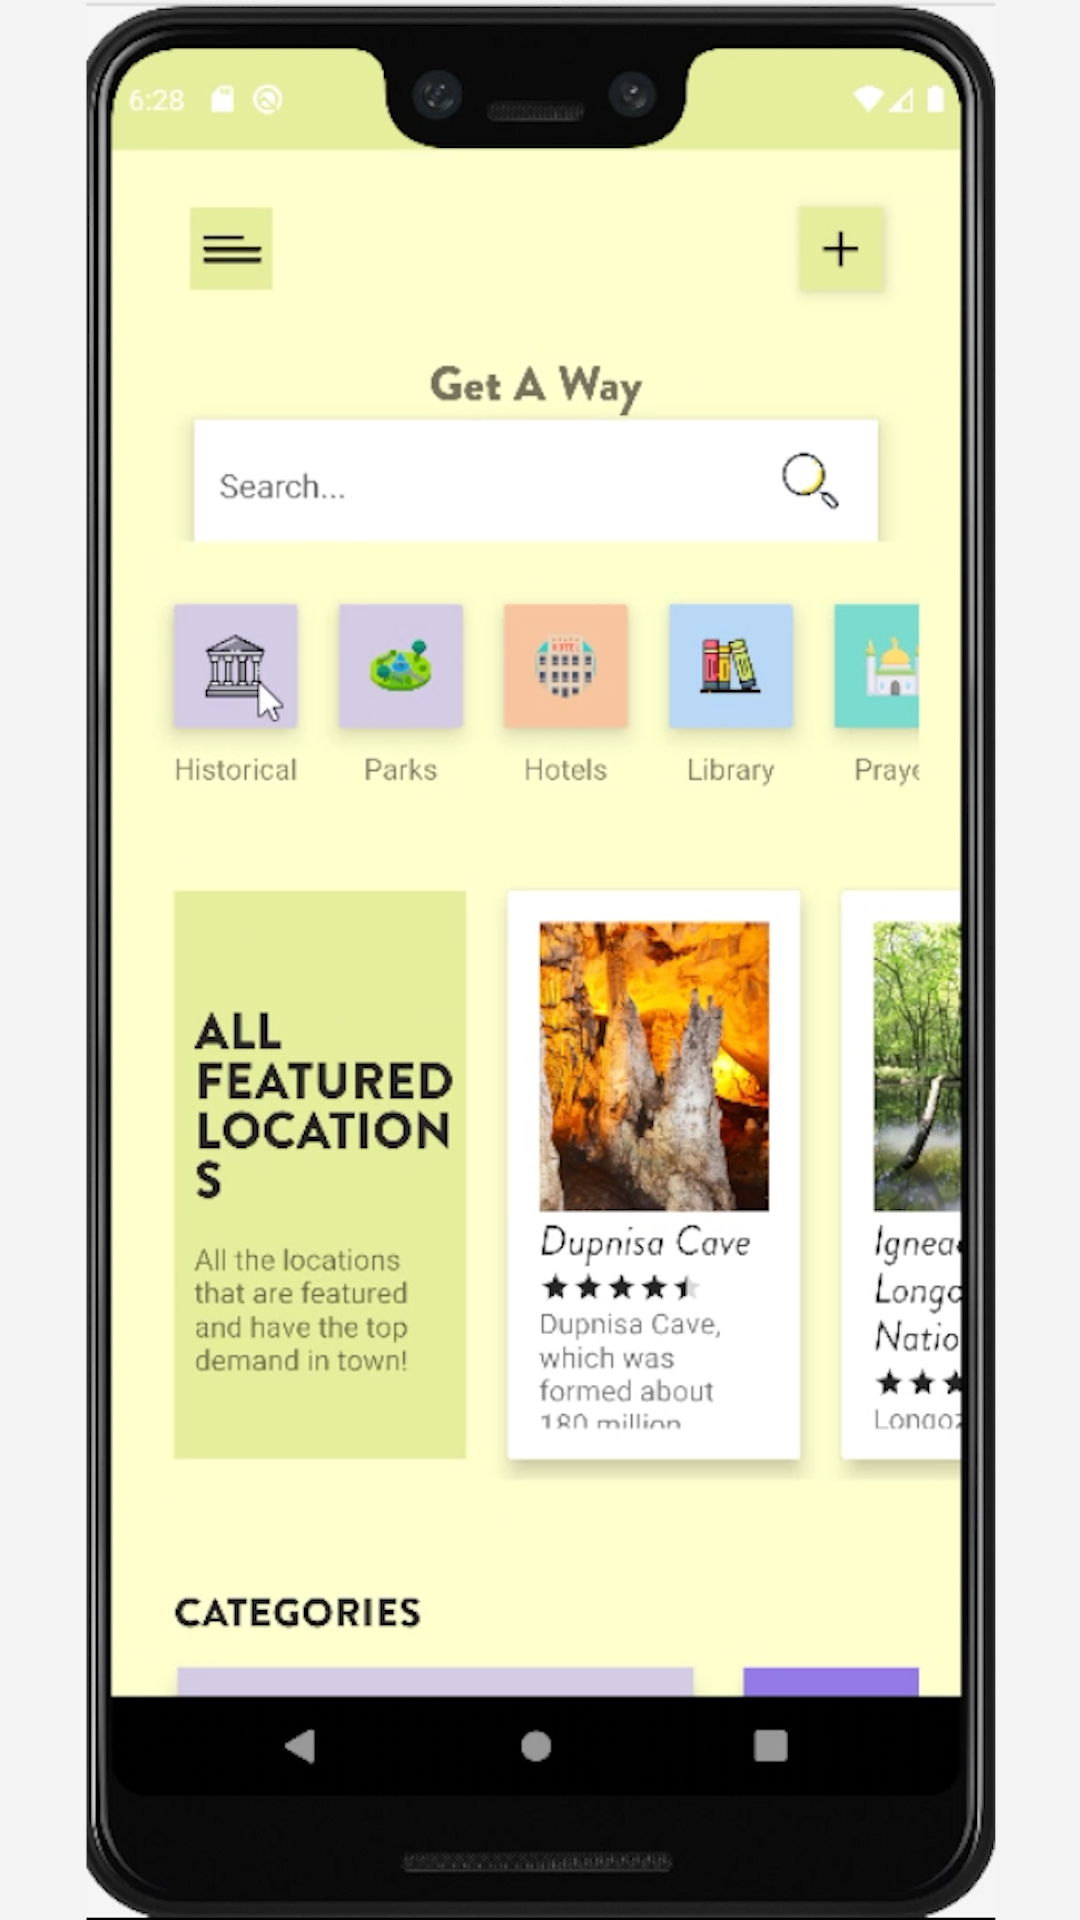 6:28
Get A Way
Search...
HOTEL
Historical
Parks
Hotels
Library
Praye
ALL
FEATURED
LOCATION
S
All the locations
that are featured
and have the top
demand in town!
Dupnisa Cave
Dupnisa Cave,
which was
formed about
180 million
Ignea
Longo
Natio
Longoz
CATEGORIES